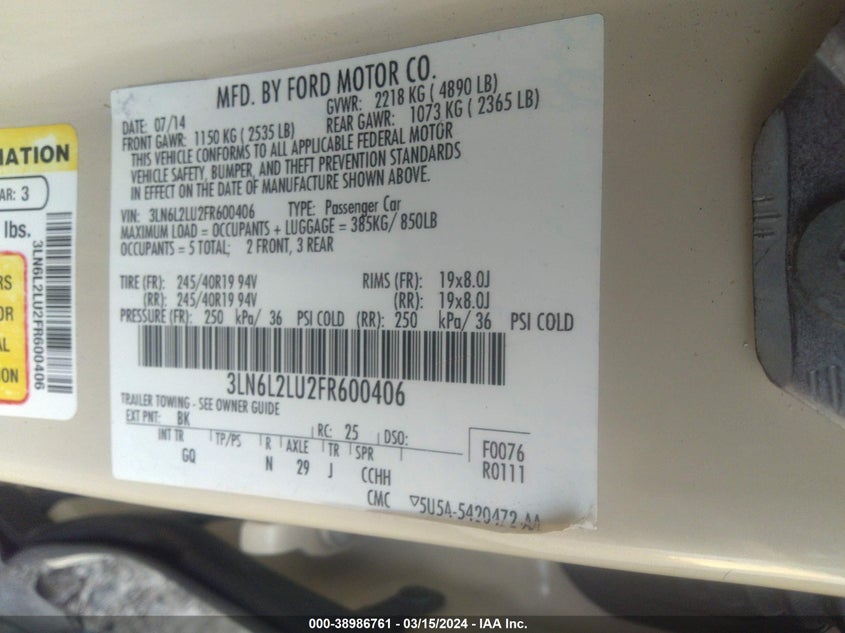 MFD. BY FORD MOTOR CO.
DATE: 07/14
GVWR: 2218 KG ( 4890 LB)
FRONT GAWR: 1150 KG ( 2535 LB)
REAR GAWR: 1073 KG ( 2365 LB)
THIS VEHICLE CONFORMS TO ALL APPLICABLE FEDERAL MOTOR
VEHICLE SAFETY, BUMPER, AND THEFT PREVENTION STANDARDS
IN EFFECT ON THE DATE OF MANUFACTURE SHOWN ABOVE.
VIN: 3LN6L2LU2FR600406 TYPE: Passenger Car
MAXIMUM LOAD = OCCUPANTS + LUGGAGE = 385KG/ 850LB
OCCUPANTS = 5 TOTAL; 2 FRONT, 3 REAR
TIRE (FR): 245/40R19 94V RIMS (FR): 19x8.0J
(RR): 245/40R19 94V (RR): 19x8.0J
PRESSURE (FR): 250 kPa/ 36 PSI COLD (RR): 250 kPa/ 36 PSI COLD
3LN6L2LU2FR600406
TRAILER TOWING - SEE OWNER GUIDE
EXT PNT: BK RC: 25 DSO:
INT TR TP/PS R AXLE TR SPR
GQ N 29 J CCHH
CMC
F0076
R0111
▽5U5A-5420472-AA
MATION
AR: 3
lbs.
RS
OR
AL
ION
3LN6L2LU2FR600406
000-38986761 - 03/15/2024 - IAA Inc.